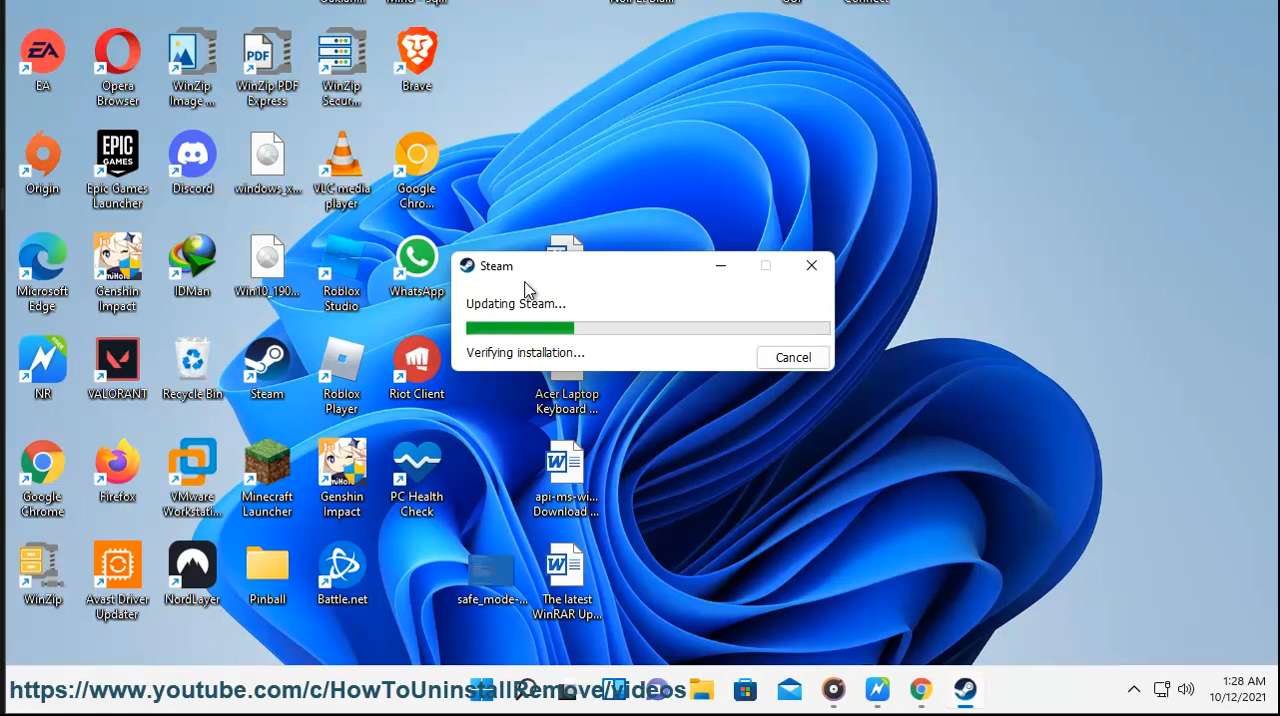 EA
Opera
Browser
WinZip
Image ...
WinZip PDF
Express
WinZip
Secur...
Brave
PDF
Origin
EPIC
GAMES
Epic Games
Launcher
Discord
windows_x...
VLC media
player
Google
Chro...
Microsoft
Edge
Genshin
Impact
IDMan
Win10_190...
Roblox
Studio
WhatsApp
Steam
Updating Steam...
Verifying installation...
Cancel
FREE
NR
VALORANT
Recycle Bin
Steam
Roblox
Player
Riot Client
Acer Laptop
Keyboard ...
Google
Chrome
Firefox
VMware
Workstati...
Minecraft
Launcher
Genshin
Impact
PC Health
Check
api-ms-wi...
Download ...
WinZip
Avast Driver
Updater
NordLayer
Pinball
Battle.net
safe_mode-...
The latest
WinRAR Up...
https://www.youtube.com/c/HowToUninstallRemove/videos
1:28 AM
10/12/2021